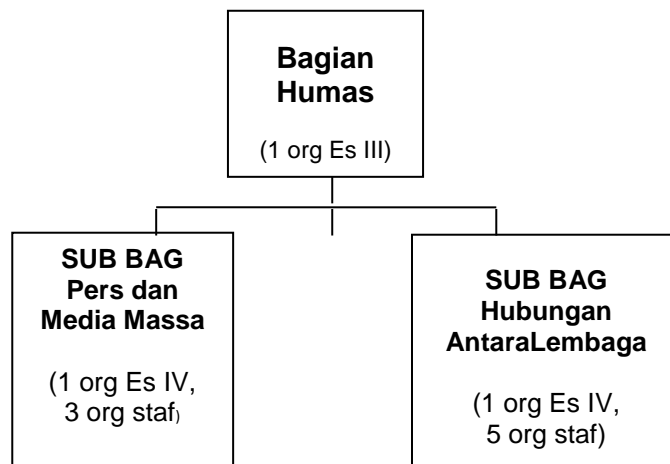 Bagian
Humas
(1 org Es III)
SUB BAG
Pers dan
Media Massa
(1 org Es IV,
3 org staf)
SUB BAG
Hubungan
AntaraLembaga
(1 org Es IV,
5 org staf)